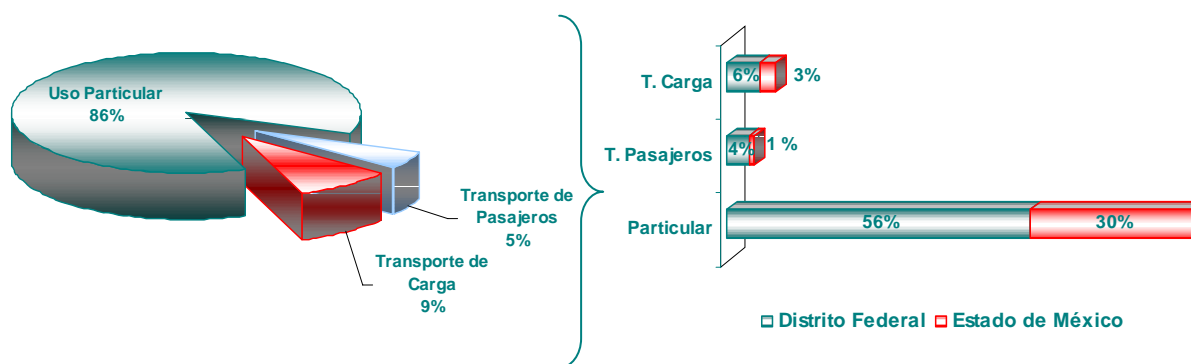 Uso Particular
86%
Transporte de
Pasajeros
5%
Transporte de
Carga
9%
T. Carga
6%
3%
T. Pasajeros
4%
1 %
Particular
56%
30%
Distrito Federal
Estado de México